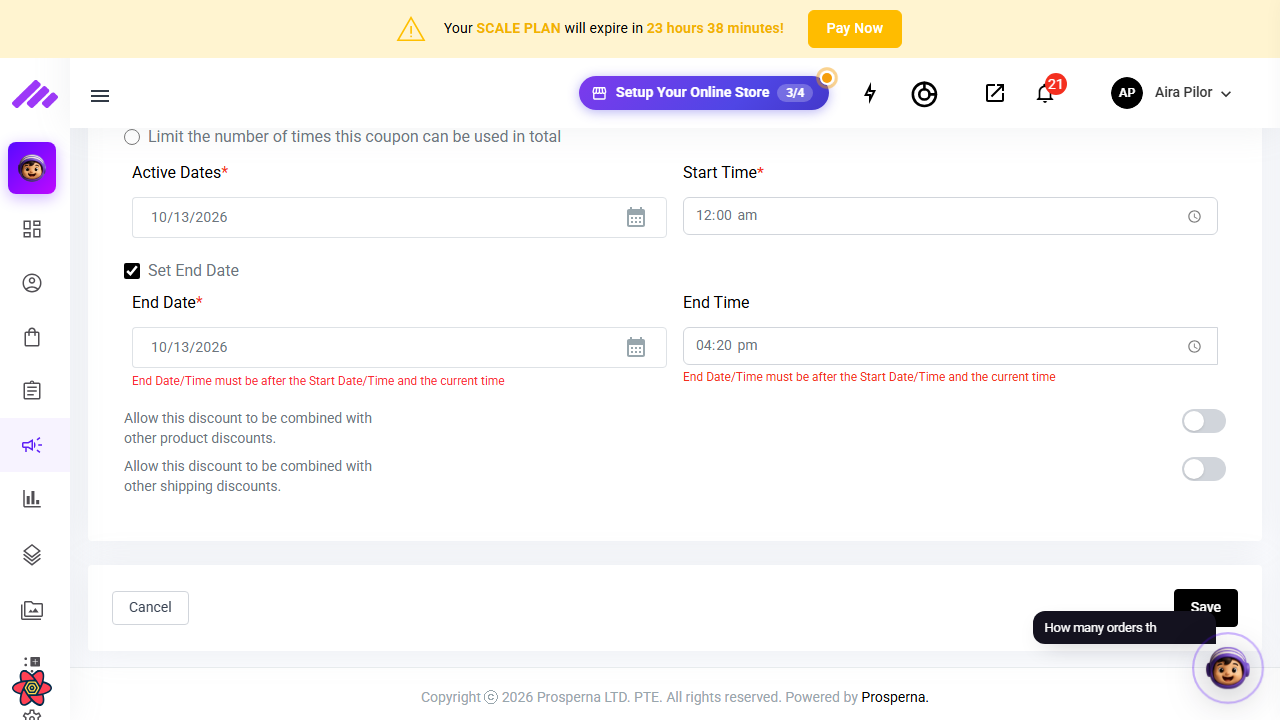 Your SCALE PLAN will expire in 23 hours 38 minutes!
Pay Now
Setup Your Online Store 3/4
21
AP
Aira Pilor
Limit the number of times this coupon can be used in total
Active Dates*
Start Time*
10/13/2026
12:00 am
Set End Date
End Date*
End Time
10/13/2026
04:20 pm
End Date/Time must be after the Start Date/Time and the current time
End Date/Time must be after the Start Date/Time and the current time
Allow this discount to be combined with
other product discounts.
Allow this discount to be combined with
other shipping discounts.
Cancel
Save
How many orders th
Copyright © 2026 Prosperna LTD. PTE. All rights reserved. Powered by Prosperna.